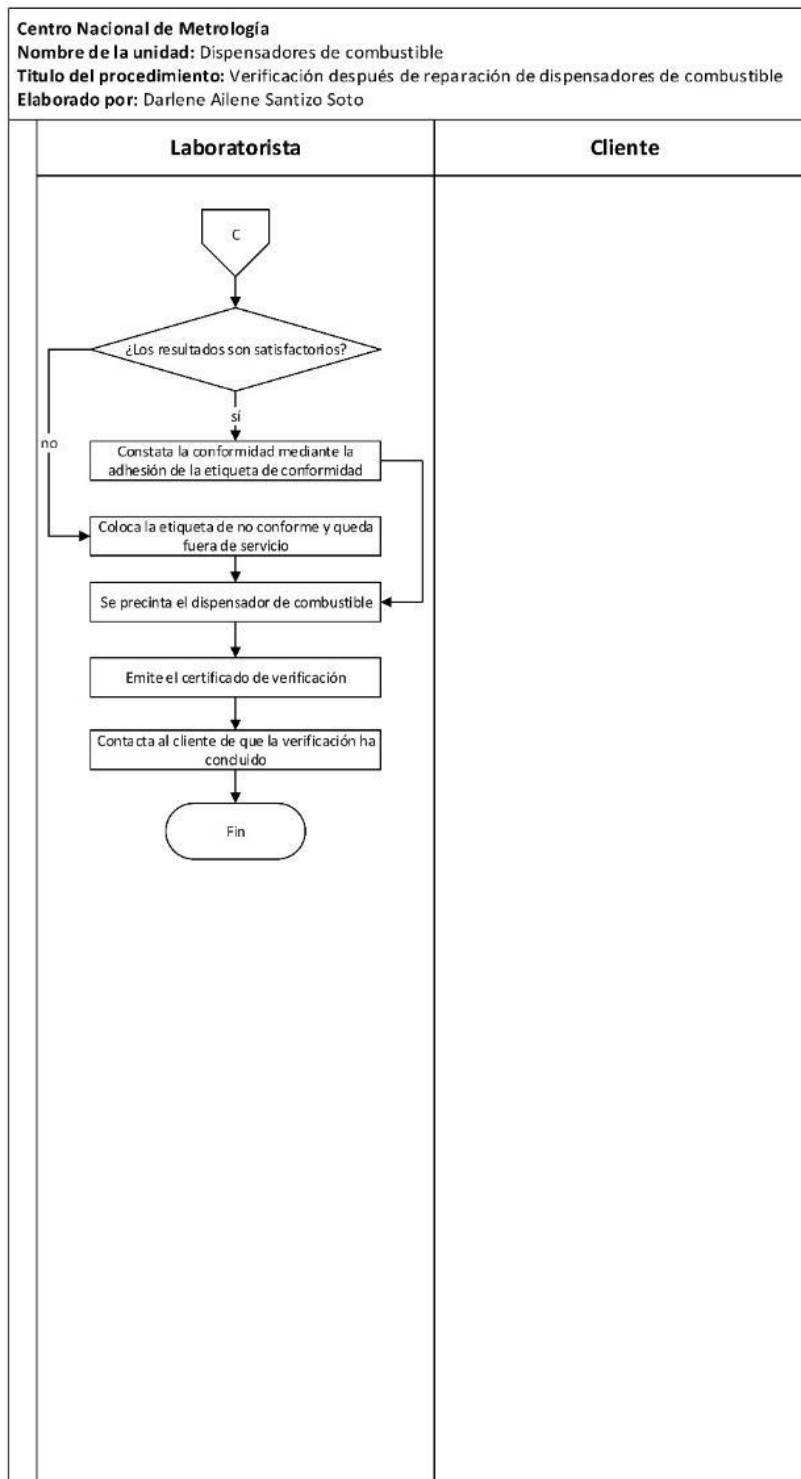 Centro Nacional de Metrología
Nombre de la unidad: Dispensadores de combustible
Titulo del procedimiento: Verificación después de reparación de dispensadores de combustible
Elaborado por: Darlene Ailene Santizo Soto
Laboratorista
Cliente
C
¿Los resultados son satisfactorios?
sí
no
Constata la conformidad mediante la
adhesión de la etiqueta de conformidad
Coloca la etiqueta de no conforme y queda
fuera de servicio
Se precinta el dispensador de combustible
Emite el certificado de verificación
Contacta al cliente de que la verificación ha
concluido
Fin